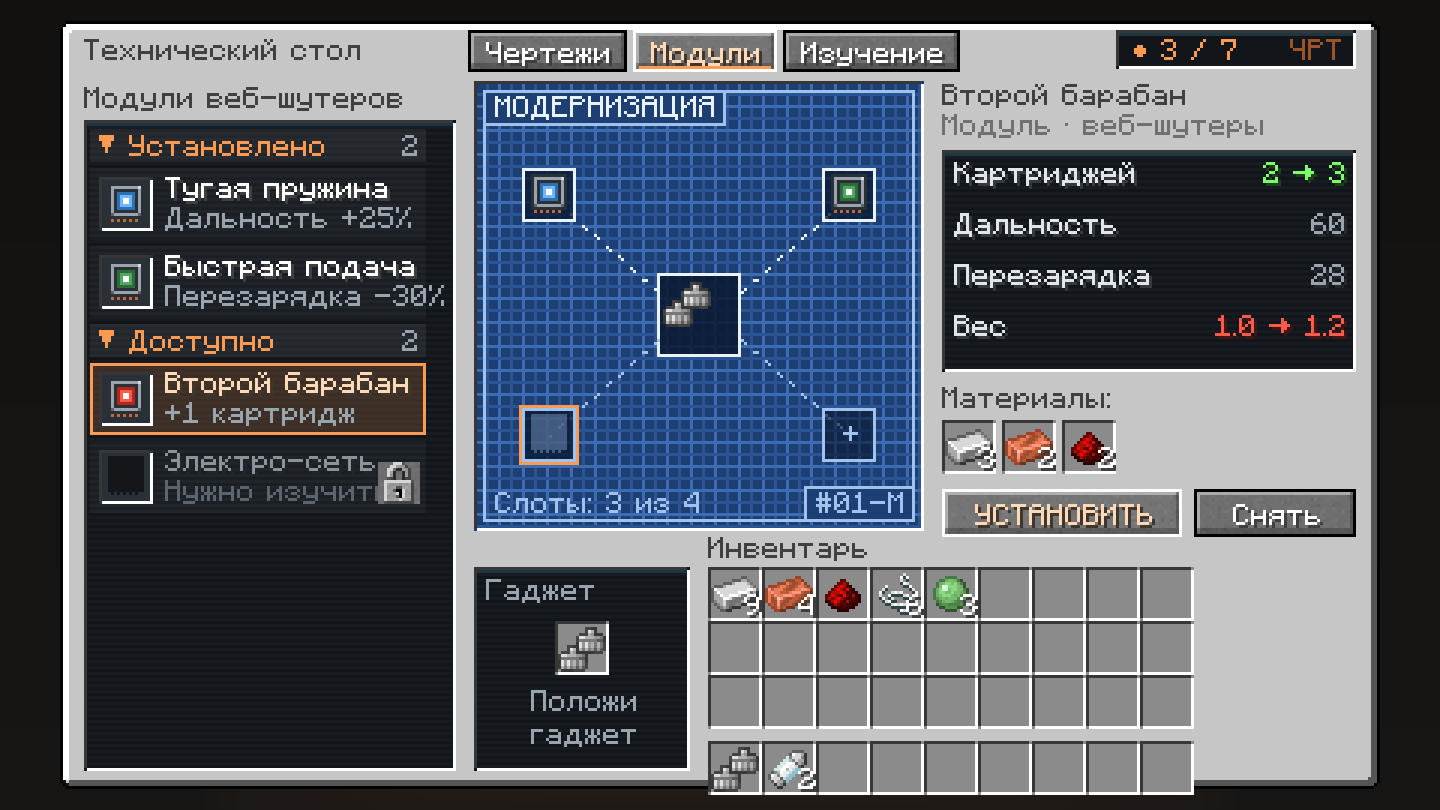 Технический стол
Чертежи
Модули
Изучение
3 / 7 ЧРТ
Модули веб-шутеров
Установлено 2
Тугая пружина
Дальность +25%
Быстрая подача
Перезарядка -30%
Доступно 2
Второй барабан
+1 картридж
Электро-сеть
Нужно
МОДЕРНИЗАЦИЯ
+
Слоты: 3 из 4
#01-М
Второй барабан
Модуль · веб-шутеры
Картриджей 2 → 3
Дальность 60
Перезарядка 28
Вес 1.0 → 1.2
Материалы:
3 2 2
УСТАНОВИТЬ
Снять
Гаджет
Положи
гаджет
Инвентарь
9 4 3
2